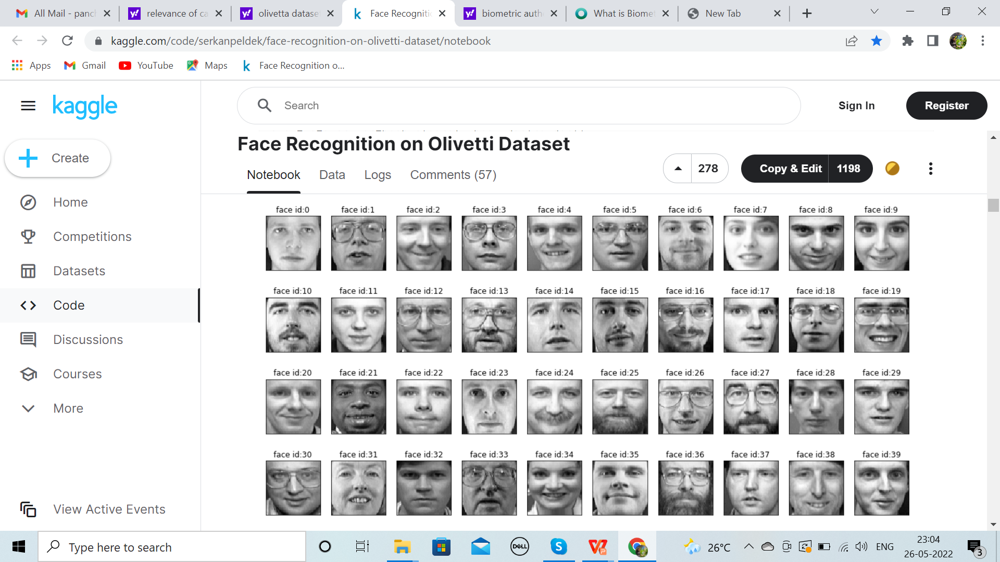 All Mail - panch
relevance of ca
olivetta datase
Face Recognitio
biometric auth
What is Biomet
New Tab
kaggle.com/code/serkanpeldek/face-recognition-on-olivetti-dataset/notebook
Apps
Gmail
YouTube
Maps
Face Recognition o...
kaggle
Search
Sign In
Register
Create
Face Recognition on Olivetti Dataset
Notebook
Data
Logs
Comments (57)
278
Copy & Edit
1198
Home
Competitions
Datasets
Code
Discussions
Courses
More
View Active Events
face id:0 face id:1 face id:2 face id:3 face id:4 face id:5 face id:6 face id:7 face id:8 face id:9
face id:10 face id:11 face id:12 face id:13 face id:14 face id:15 face id:16 face id:17 face id:18 face id:19
face id:20 face id:21 face id:22 face id:23 face id:24 face id:25 face id:26 face id:27 face id:28 face id:29
face id:30 face id:31 face id:32 face id:33 face id:34 face id:35 face id:36 face id:37 face id:38 face id:39
Type here to search
DELL
26°C
ENG
23:04
26-05-2022
3